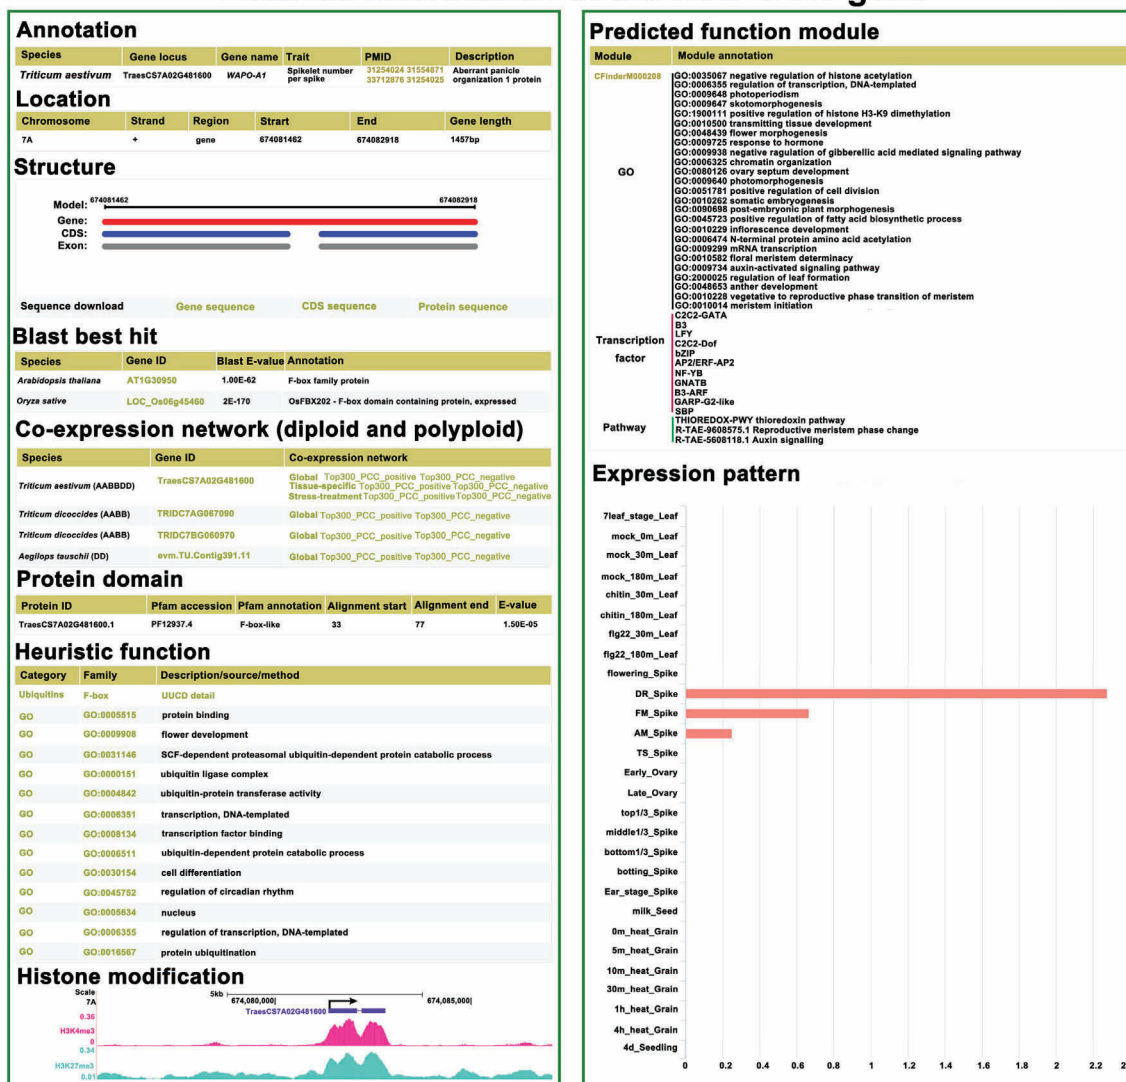 Annotation
Species Gene locus Gene name Trait PMID Description
Triticum aestivum TraesCS7A02G481600 WAPO-A1 Spikelet number per spike 31254024 31554871 33712876 31254025 Aberrant panicle organization 1 protein
Location
Chromosome Strand Region Strart End Gene length
7A + gene 674081462 674082918 1457bp
Structure
Model: 674081462 674082918
Gene:
CDS:
Exon:
Sequence download Gene sequence CDS sequence Protein sequence
Blast best hit
Species Gene ID Blast E-value Annotation
Arabidopsis thaliana AT1G30950 1.00E-62 F-box family protein
Oryza sative LOC_Os06g45460 2E-170 OsFBX202 - F-box domain containing protein, expressed
Co-expression network (diploid and polyploid)
Species Gene ID Co-expression network
Triticum aestivum (AABBDD) TraesCS7A02G481600 Global Top300_PCC_positive Top300_PCC_negative
Tissue-specific Top300_PCC_positive Top300_PCC_negative
Stress-treatment Top300_PCC_positive Top300_PCC_negative
Triticum dicoccides (AABB) TRIDC7AG067090 Global Top300_PCC_positive Top300_PCC_negative
Triticum dicoccides (AABB) TRIDC7BG060970 Global Top300_PCC_positive Top300_PCC_negative
Aegilops tauschii (DD) evm.TU.Contig391.11 Global Top300_PCC_positive Top300_PCC_negative
Protein domain
Protein ID Pfam accession Pfam annotation Alignment start Alignment end E-value
TraesCS7A02G481600.1 PF12937.4 F-box-like 33 77 1.50E-05
Heuristic function
Category Family Description/source/method
Ubiquitins F-box UUCD detail
GO GO:0005515 protein binding
GO GO:0009908 flower development
GO GO:0031146 SCF-dependent proteasomal ubiquitin-dependent protein catabolic process
GO GO:0000151 ubiquitin ligase complex
GO GO:0004842 ubiquitin-protein transferase activity
GO GO:0006351 transcription, DNA-templated
GO GO:0008134 transcription factor binding
GO GO:0006511 ubiquitin-dependent protein catabolic process
GO GO:0030154 cell differentiation
GO GO:0045752 regulation of circadian rhythm
GO GO:0005634 nucleus
GO GO:0006355 regulation of transcription, DNA-templated
GO GO:0016567 protein ubiquitination
Histone modification
Scale 5kb
7A 674,080,000| 674,085,000|
TraesCS7A02G481600
0.36
H3K4me3
0
0.34
H3K27me3
0.01
Predicted function module
Module Module annotation
CFinderM000208
GO
GO:0035067 negative regulation of histone acetylation
GO:0006355 regulation of transcription, DNA-templated
GO:0009648 photoperiodism
GO:0009647 skotomorphogenesis
GO:1900111 positive regulation of histone H3-K9 dimethylation
GO:0010500 transmitting tissue development
GO:0048439 flower morphogenesis
GO:0009725 response to hormone
GO:0009938 negative ragulation of gibberellic acid mediated signaling pathway
GO:0006325 chromatin organization
GO:0080126 ovary septum development
GO:0009640 photomorphogenesis
GO:0051781 positive regulation of cell division
GO:0010262 somatic embryogenesis
GO:0090698 post-embryonic plant morphogenesis
GO:0045723 positive regulation of fatty acid biosynthetic process
GO:0010229 inflorescence development
GO:0006474 N-terminal protein amino acid acetylation
GO:0009299 mRNA transcription
GO:0010582 floral meristem determinacy
GO:0009734 auxin-activated signaling pathway
GO:2000025 regulation of leaf formation
GO:0048653 anther development
GO:0010228 vegetative to reproductive phase transition of meristem
GO:0010014 meristem initiation
Transcription factor
C2C2-GATA
B3
LFY
C2C2-Dof
bZIP
AP2/ERF-AP2
NF-YB
GNATB
B3-ARF
GARP-G2-like
SBP
Pathway
THIOREDOX-PWY thioredoxin pathway
R-TAE-9608575.1 Reproductive meristem phase change
R-TAE-5608118.1 Auxin signalling
Expression pattern
7leaf_stage_Leaf
mock_0m_Leaf
mock_30m_Leaf
mock_180m_Leaf
chitin_30m_Leaf
chitin_180m_Leaf
flg22_30m_Leaf
flg22_180m_Leaf
flowering_Spike
DR_Spike
FM_Spike
AM_Spike
TS_Spike
Early_Ovary
Late_Ovary
top1/3_Spike
middle1/3_Spike
bottom1/3_Spike
botting_Spike
Ear_stage_Spike
milk_Seed
0m_heat_Grain
5m_heat_Grain
10m_heat_Grain
30m_heat_Grain
1h_heat_Grain
4h_heat_Grain
4d_Seedling
0 0.2 0.4 0.6 0.8 1 1.2 1.4 1.6 1.8 2 2.2